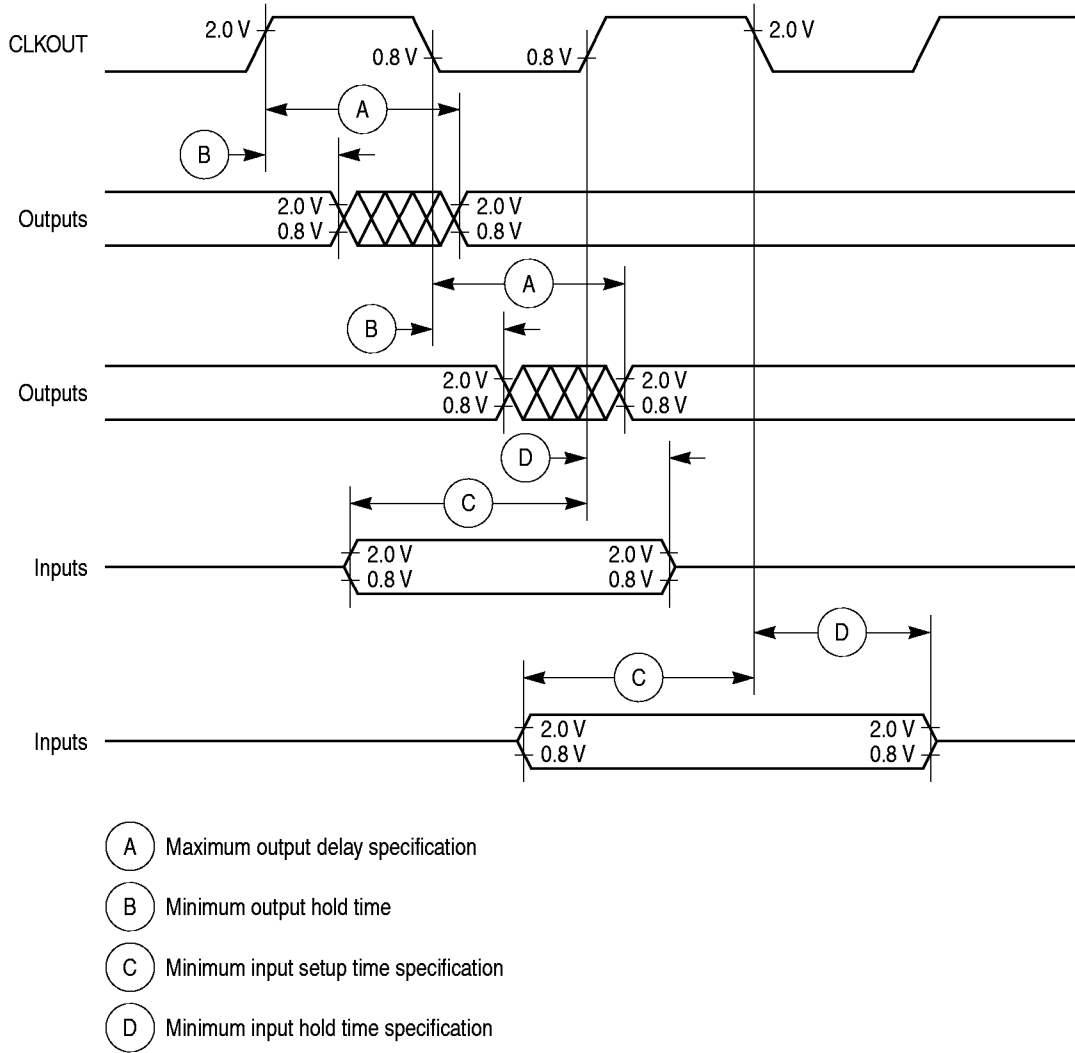 CLKOUT 2.0 V 0.8 V 0.8 V 2.0 V
A
B
Outputs 2.0 V 2.0 V
0.8 V 0.8 V
A
B
Outputs 2.0 V 2.0 V
0.8 V 0.8 V
D
C
Inputs 2.0 V 2.0 V
0.8 V 0.8 V
D
C
Inputs 2.0 V 2.0 V
0.8 V 0.8 V
A Maximum output delay specification
B Minimum output hold time
C Minimum input setup time specification
D Minimum input hold time specification